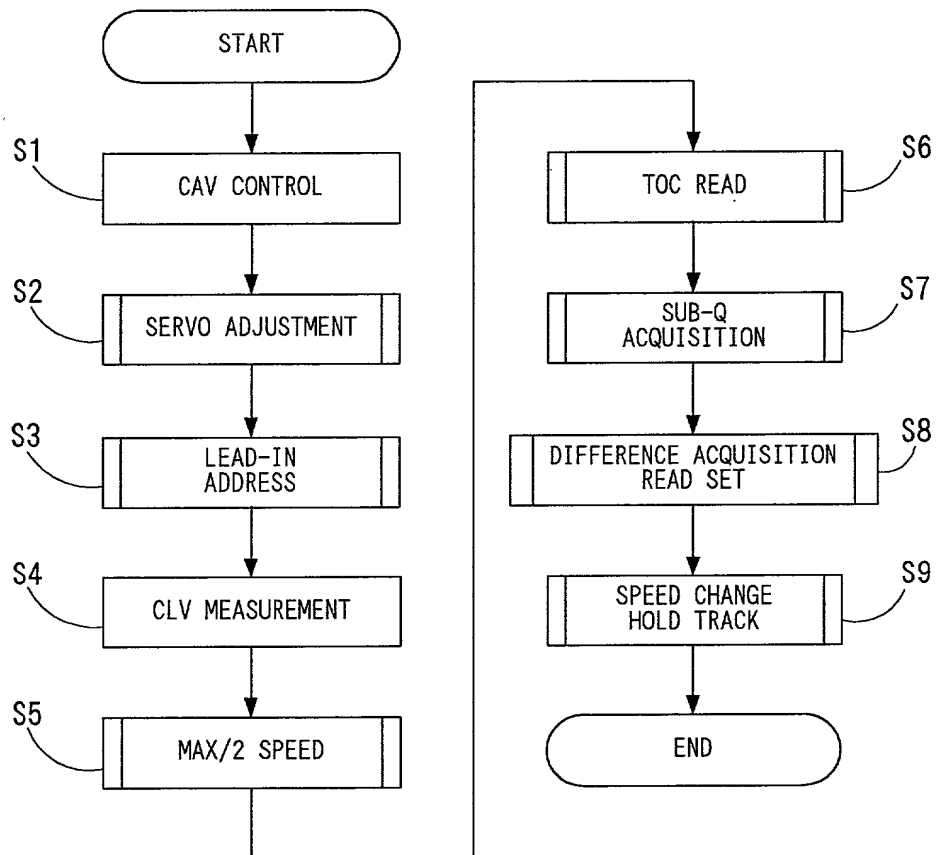 START
S1
CAV CONTROL
S2
SERVO ADJUSTMENT
S3
LEAD-IN
ADDRESS
S4
CLV MEASUREMENT
S5
MAX/2 SPEED
S6
TOC READ
S7
SUB-Q
ACQUISITION
S8
DIFFERENCE ACQUISITION
READ SET
S9
SPEED CHANGE
HOLD TRACK
END